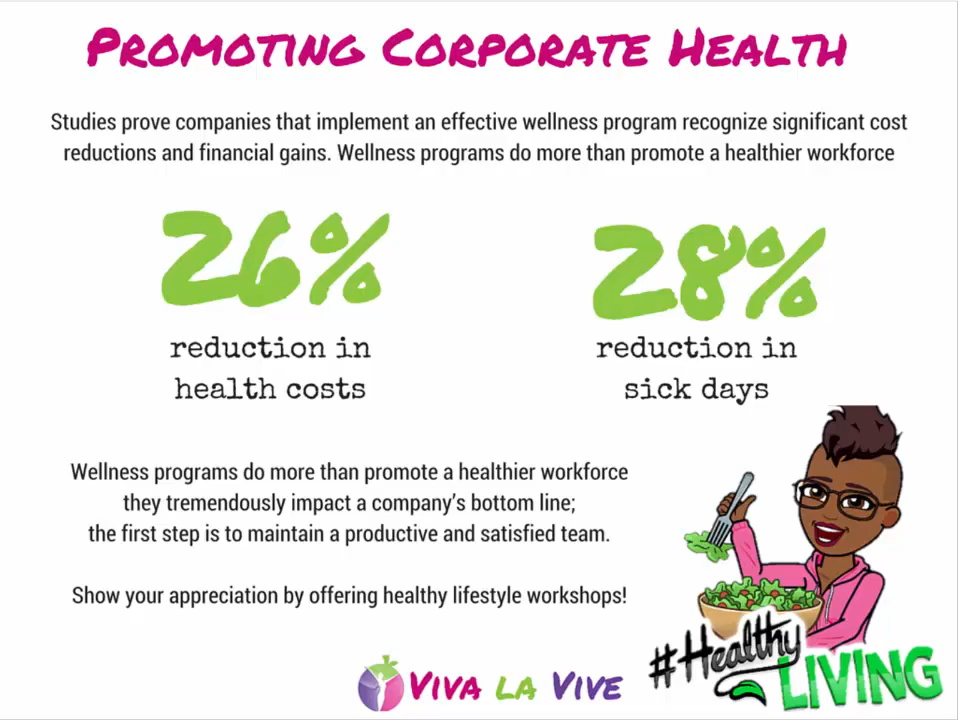 PROMOTING CORPORATE HEALTH
Studies prove companies that implement an effective wellness program recognize significant cost
reductions and financial gains. Wellness programs do more than promote a healthier workforce
26%
reduction in
health costs
28%
reduction in
sick days
Wellness programs do more than promote a healthier workforce
they tremendously impact a company's bottom line;
the first step is to maintain a productive and satisfied team.
Show your appreciation by offering healthy lifestyle workshops!
#Healthy
LIVING
VIVA LA VIVE